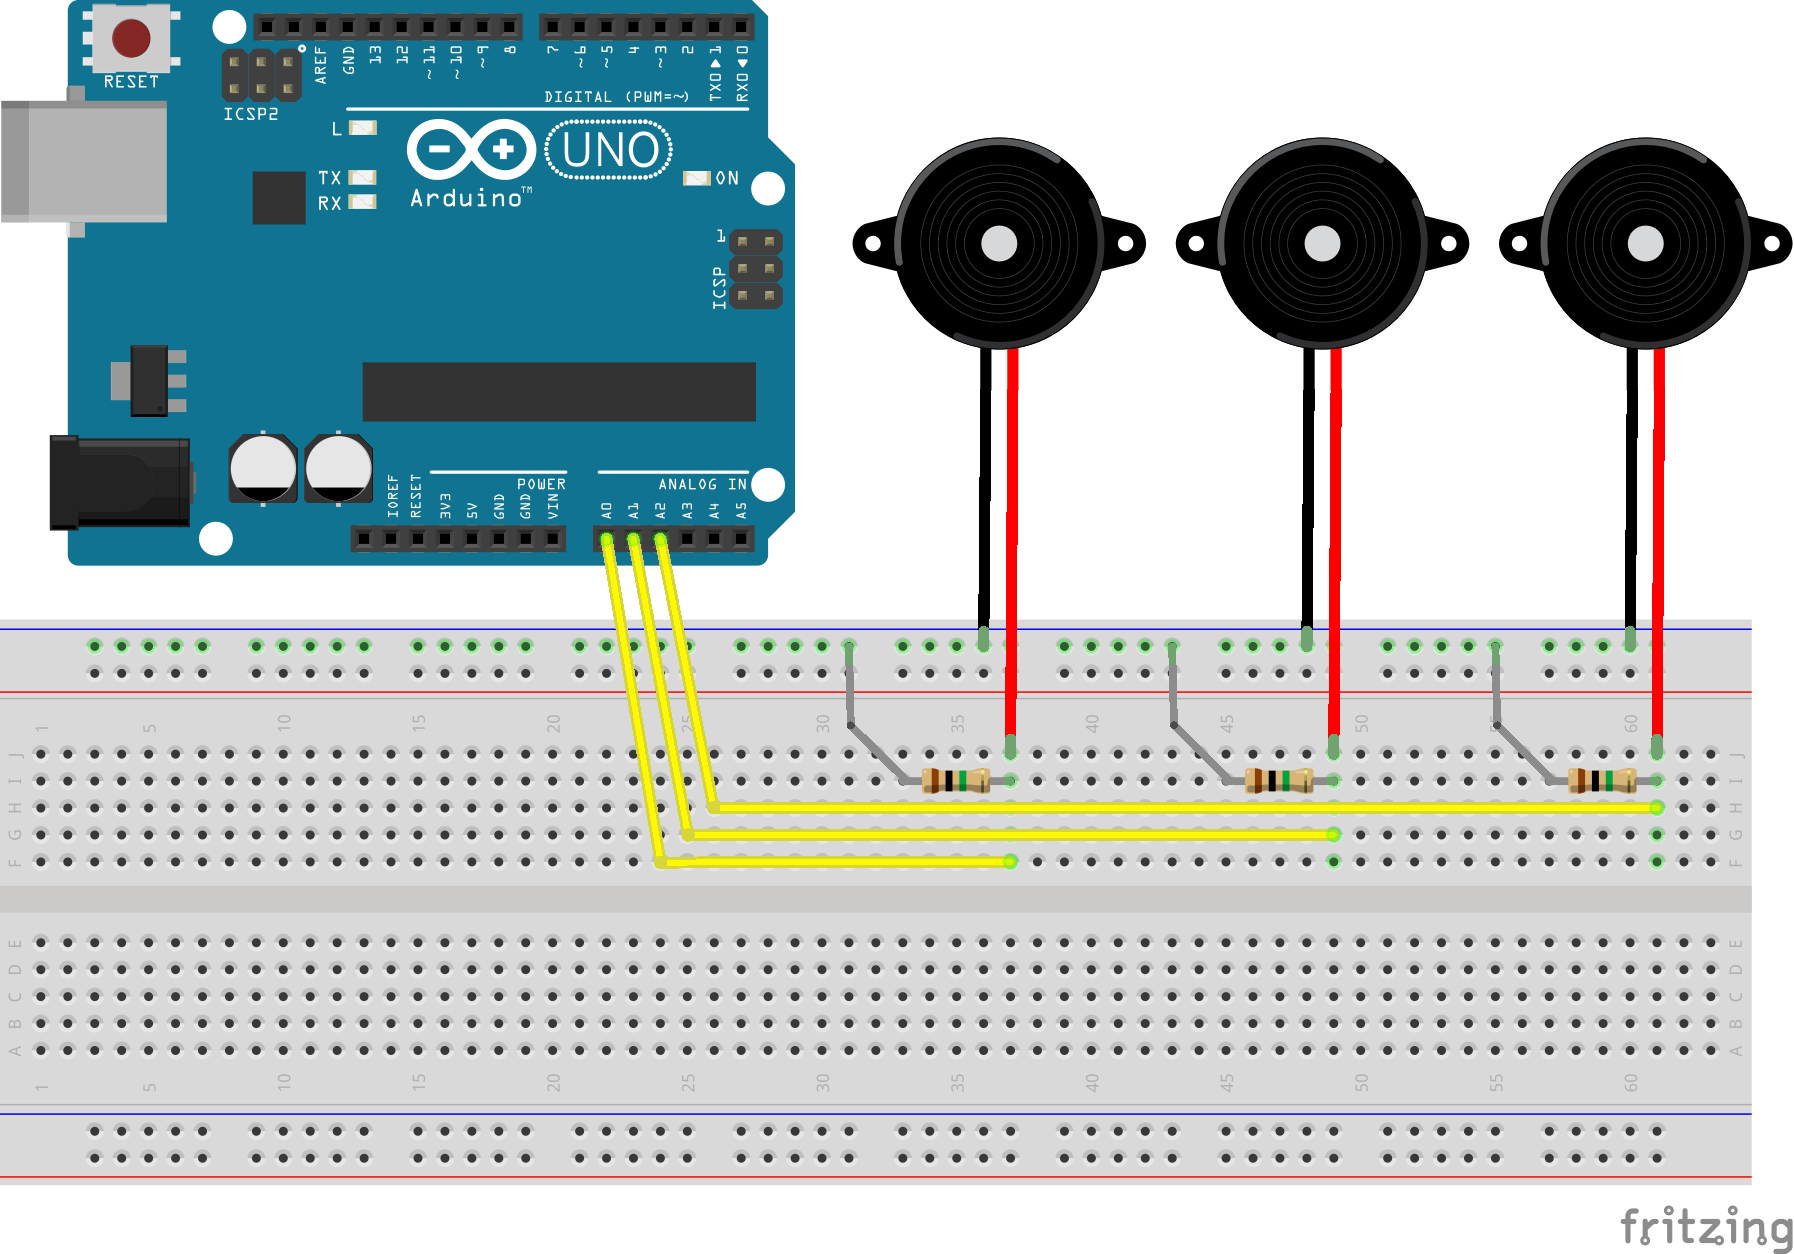 RESET
ICSP2
AREF
GND
13
12
~11
~10
~9
8
7
~6
~5
4
~3
2
TX0▶1
RX0◀0
DIGITAL (PWM=~)
L
TX
RX
Arduino™
UNO
ON
1
ICSP
POWER
ANALOG IN
IOREF
RESET
3V3
5V
GND
GND
VIN
A0
A1
A2
A3
A4
A5
1 5 10 15 20 25 30 35 40 45 50 55 60
J J
I I
H H
G G
F F
E E
D D
C C
B B
A A
1 5 10 15 20 25 30 35 40 45 50 55 60
fritzing